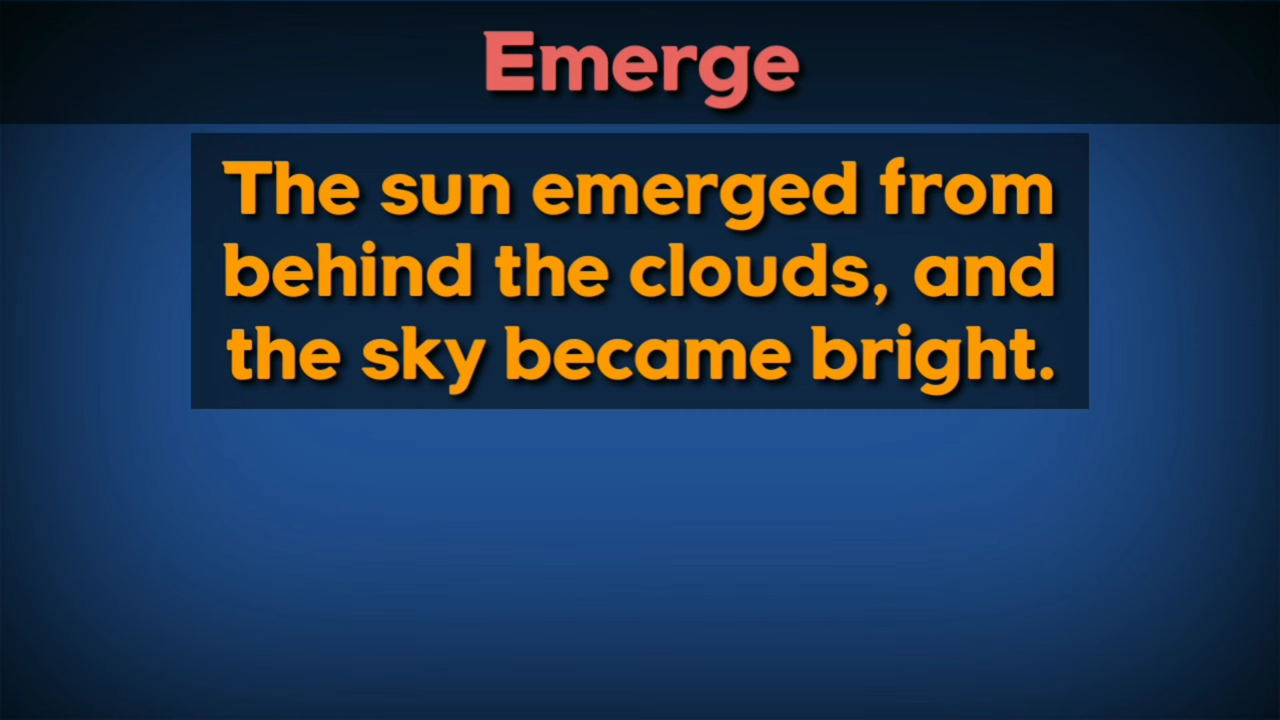 Emerge
The sun emerged from
behind the clouds, and
the sky became bright.